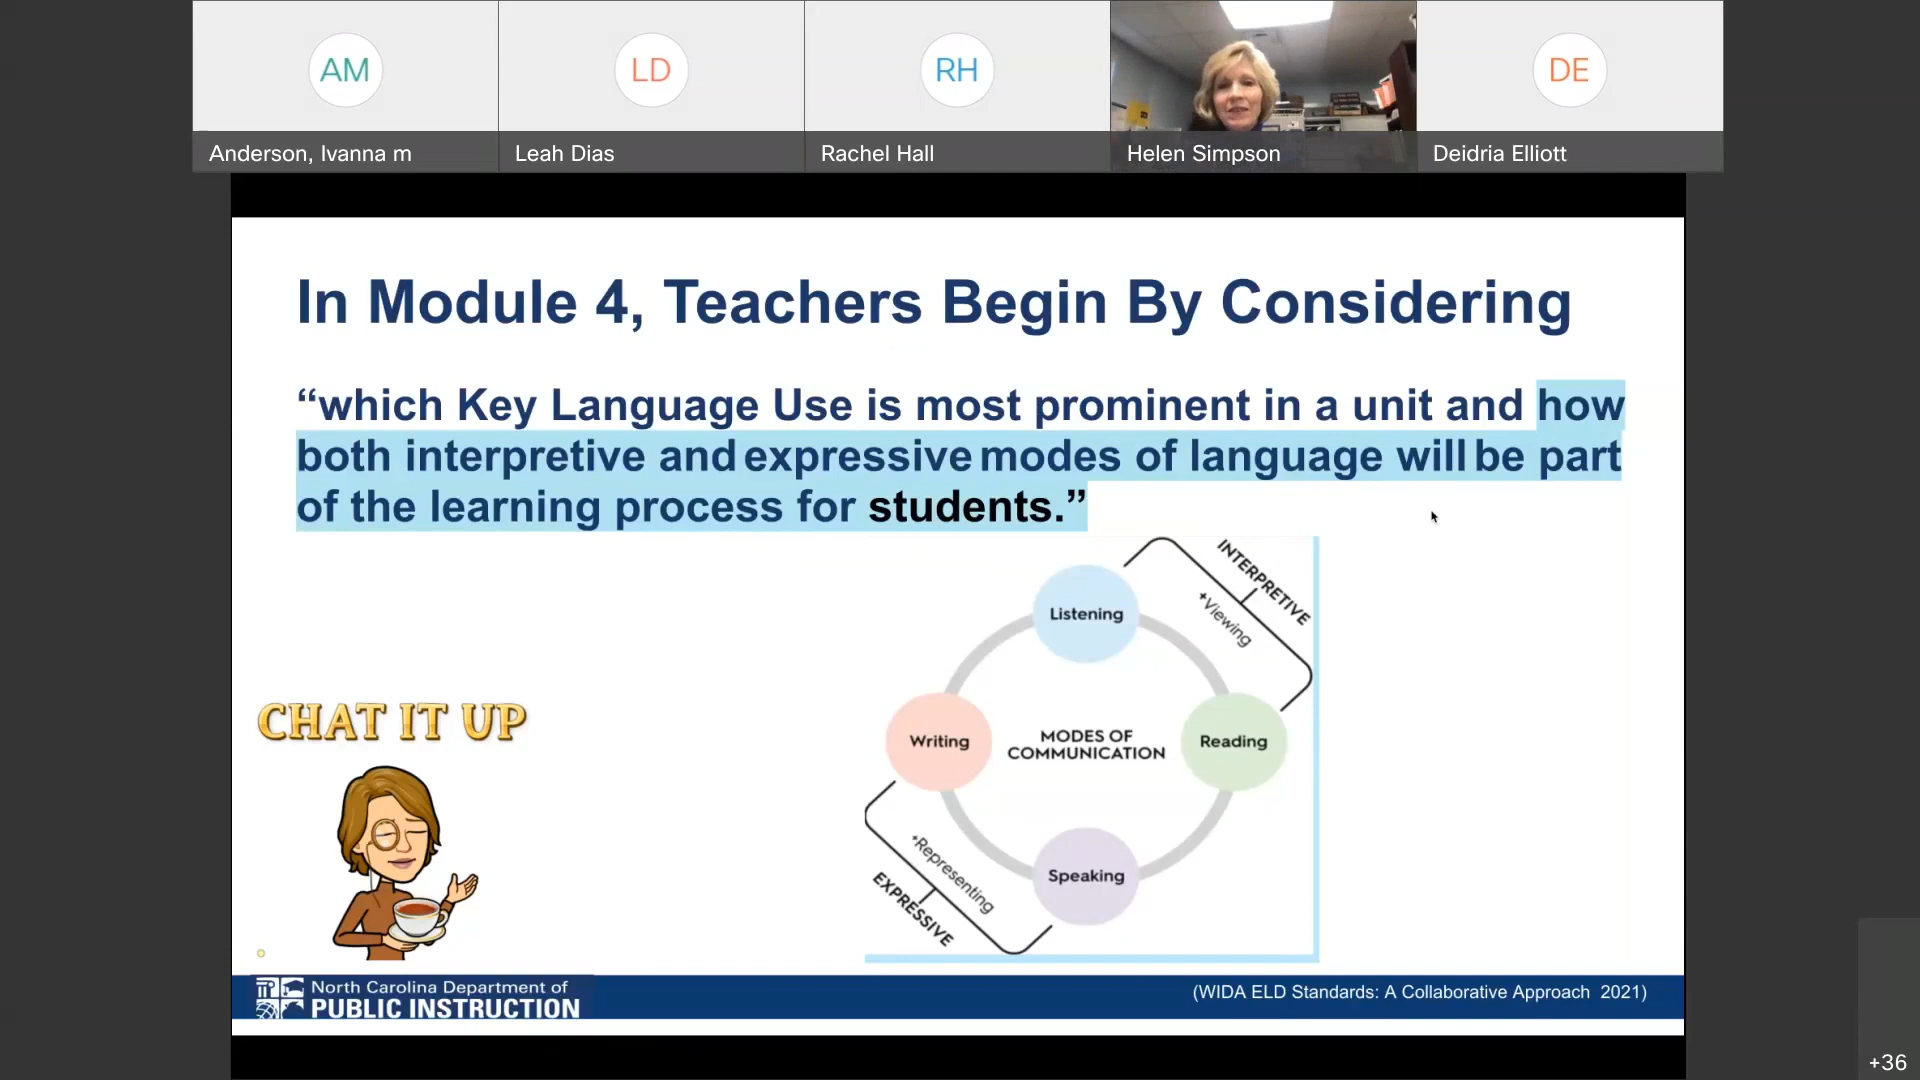 AM
LD
RH
DE
Anderson, Ivanna m
Leah Dias
Rachel Hall
Helen Simpson
Deidria Elliott
In Module 4, Teachers Begin By Considering
“which Key Language Use is most prominent in a unit and how
both interpretive and expressive modes of language will be part
of the learning process for students.”
INTERPRETIVE
+Viewing
Listening
Writing
MODES OF
COMMUNICATION
Reading
Speaking
+Representing
EXPRESSIVE
CHAT IT UP
North Carolina Department of
PUBLIC INSTRUCTION
(WIDA ELD Standards: A Collaborative Approach 2021)
+36